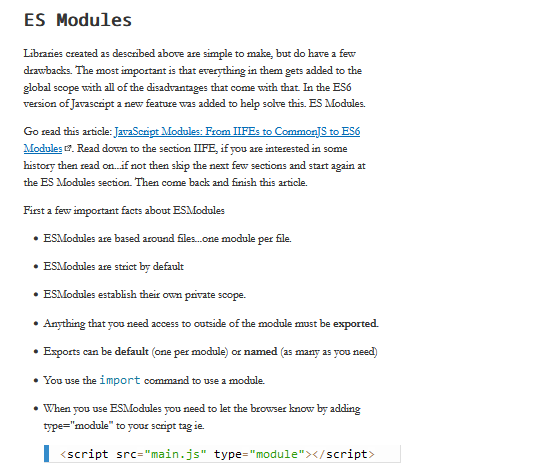 ES Modules
Libraries created as described above are simple to make, but do have a few
drawbacks. The most important is that everything in them gets added to the
global scope with all of the disadvantages that come with that. In the ES6
version of Javascript a new feature was added to help solve this. ES Modules.
Go read this article: JavaScript Modules: From IIFEs to CommonJS to ES6
Modules. Read down to the section IIFE, if you are interested in some
history then read on...if not then skip the next few sections and start again at
the ES Modules section. Then come back and finish this article.
First a few important facts about ESModules
• ESModules are based around files...one module per file.
• ESModules are strict by default
• ESModules establish their own private scope.
• Anything that you need access to outside of the module must be exported.
• Exports can be default (one per module) or named (as many as you need)
• You use the import command to use a module.
• When you use ESModules you need to let the browser know by adding
type="module" to your script tag ie.
<script src="main.js" type="module"></script>